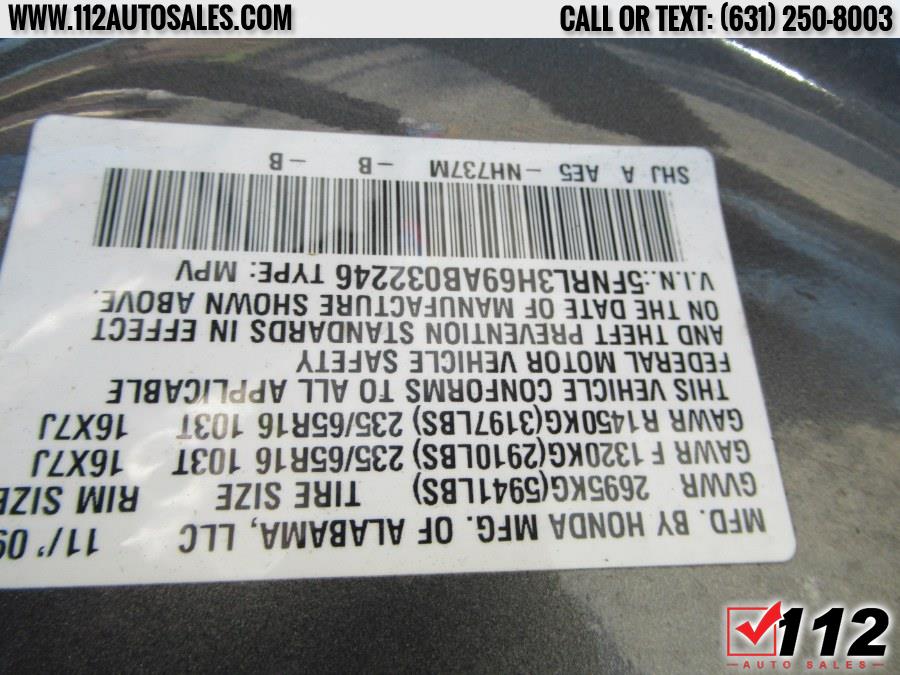 WWW.112AUTOSALES.COM
CALL OR TEXT: (631) 250-8003
MFD. BY HONDA MFG. OF ALABAMA, LLC 11/'09
GVWR 2695KG(5941LBS) TIRE SIZE RIM SIZE
GAWR F 1320KG(2910LBS) 235/65R16 103T 16X7J
GAWR R1450KG(3197LBS) 235/65R16 103T 16X7J
THIS VEHICLE CONFORMS TO ALL APPLICABLE
FEDERAL MOTOR VEHICLE SAFETY
AND THEFT PREVENTION STANDARDS IN EFFECT
ON THE DATE OF MANUFACTURE SHOWN ABOVE.
V.I.N.:5FNRL3H69AB032246 TYPE: MPV
SHJ A AE5 -NH737M -B -B
112
AUTO SALES